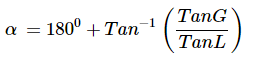 α = 180⁰ + Tan⁻¹ (TanG / TanL)